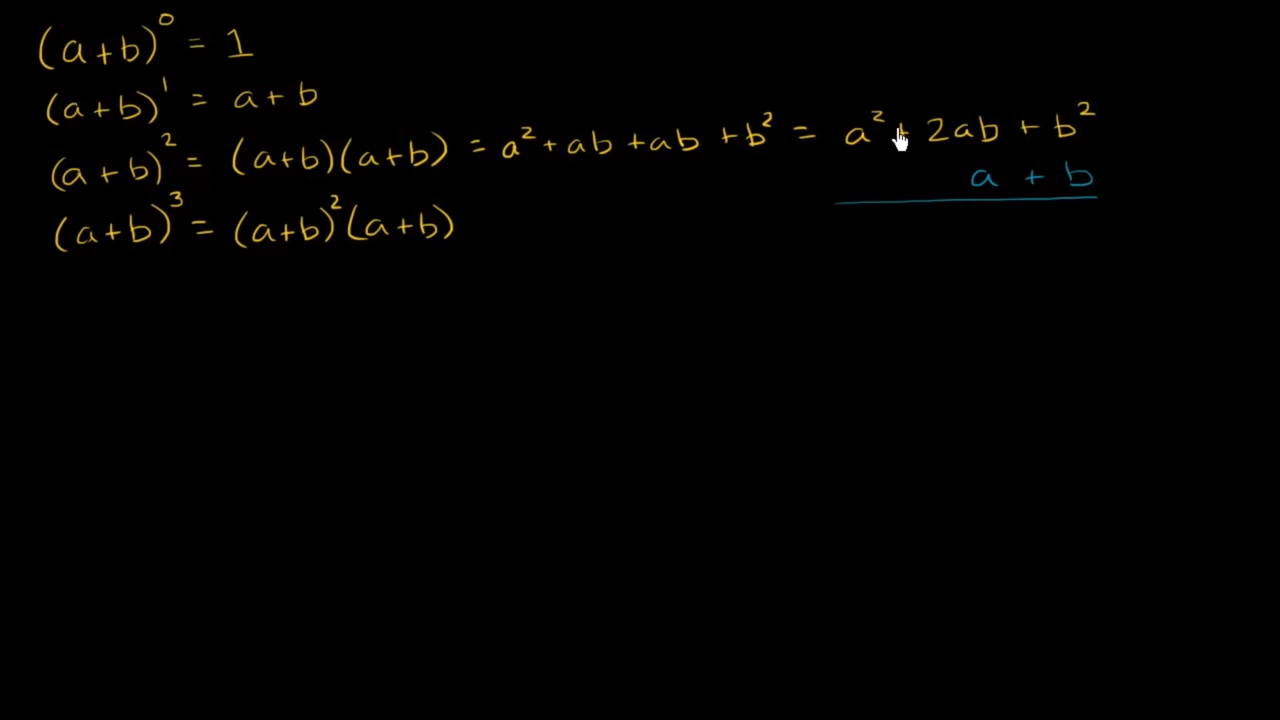 (a+b)⁰ = 1
(a+b)¹ = a+b
(a+b)² = (a+b)(a+b) = a²+ab+ab+b² = a²+2ab+b²
a + b
(a+b)³ = (a+b)²(a+b)